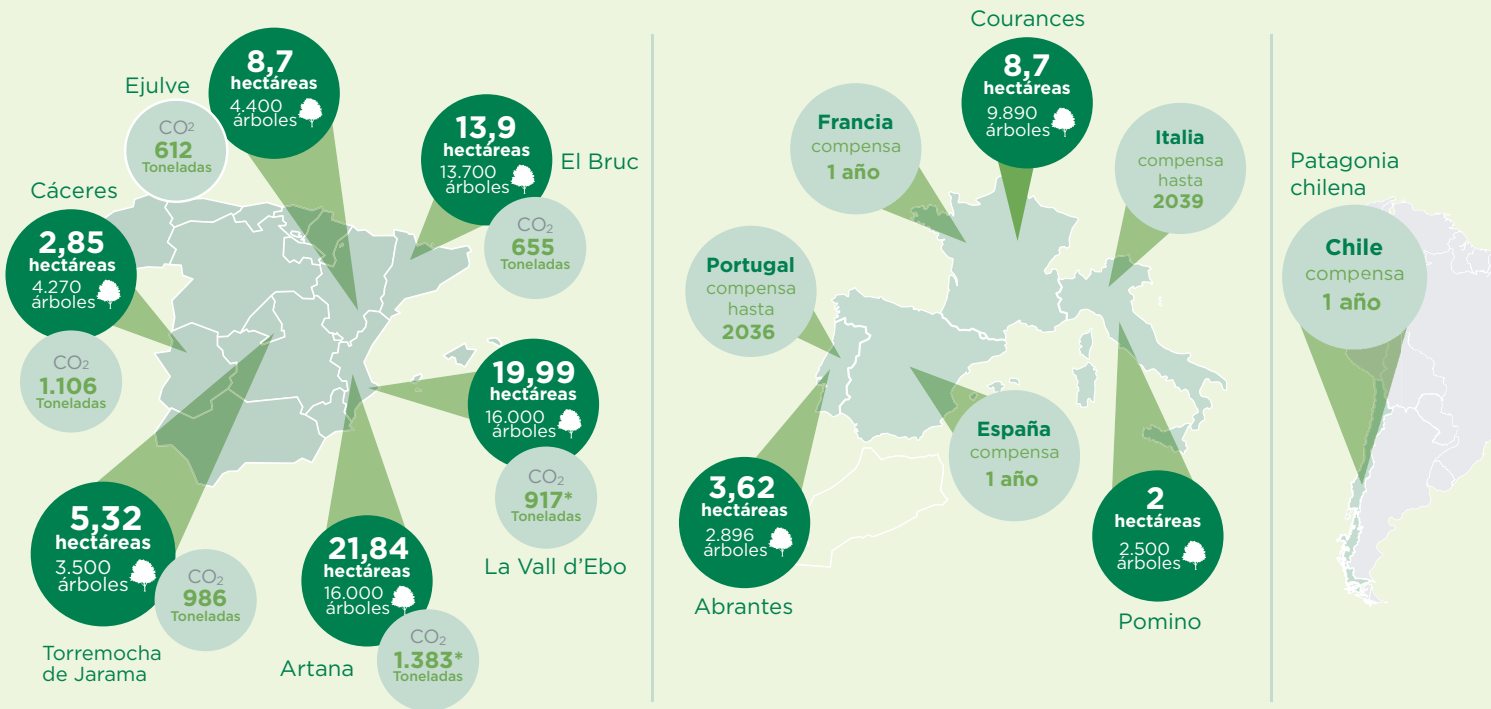 Ejulve
8,7
hectáreas
4.400
árboles
CO²
612
Toneladas
13,9
hectáreas
13.700
árboles
El Bruc
CO₂
655
Toneladas
Cáceres
2,85
hectáreas
4.270
árboles
CO₂
1.106
Toneladas
19,99
hectáreas
16.000
árboles
CO₂
917*
Toneladas
La Vall d’Ebo
5,32
hectáreas
3.500
árboles
CO₂
986
Toneladas
Torremocha
de Jarama
21,84
hectáreas
16.000
árboles
CO₂
1.383*
Toneladas
Artana
Courances
8,7
hectáreas
9.890
árboles
Francia
compensa
1 año
Italia
compensa
hasta
2039
Portugal
compensa
hasta
2036
España
compensa
1 año
3,62
hectáreas
2.896
árboles
Abrantes
2
hectáreas
2.500
árboles
Pomino
Patagonia
chilena
Chile
compensa
1 año